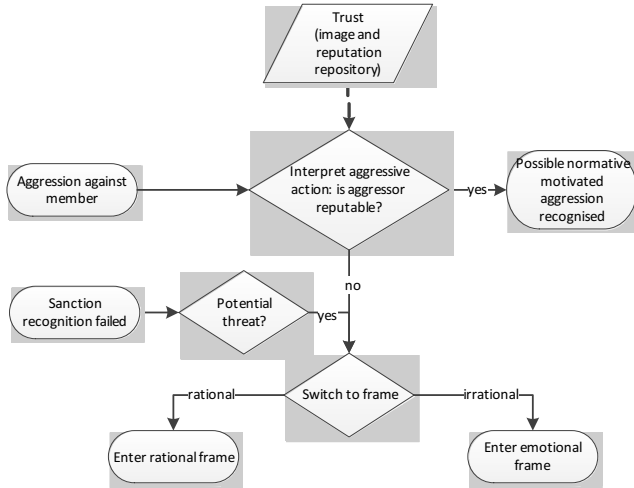 Trust
(image and
reputation
repository)
Aggression against
member
Interpret aggressive
action: is aggressor
reputable?
yes
Possible normative
motivated
aggression
recognised
no
Sanction
recognition failed
Potential
threat?
yes
Switch to frame
rational
irrational
Enter rational frame
Enter emotional
frame